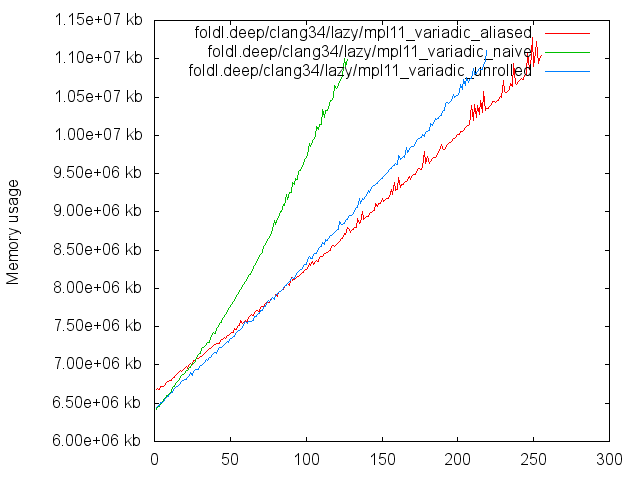 foldl.deep/clang34/lazy/mpl11_variadic_aliased
foldl.deep/clang34/lazy/mpl11_variadic_naive
foldl.deep/clang34/lazy/mpl11_variadic_unrolled
1.15e+07 kb
1.10e+07 kb
1.05e+07 kb
1.00e+07 kb
9.50e+06 kb
9.00e+06 kb
8.50e+06 kb
8.00e+06 kb
7.50e+06 kb
7.00e+06 kb
6.50e+06 kb
6.00e+06 kb
Memory usage
0 50 100 150 200 250 300